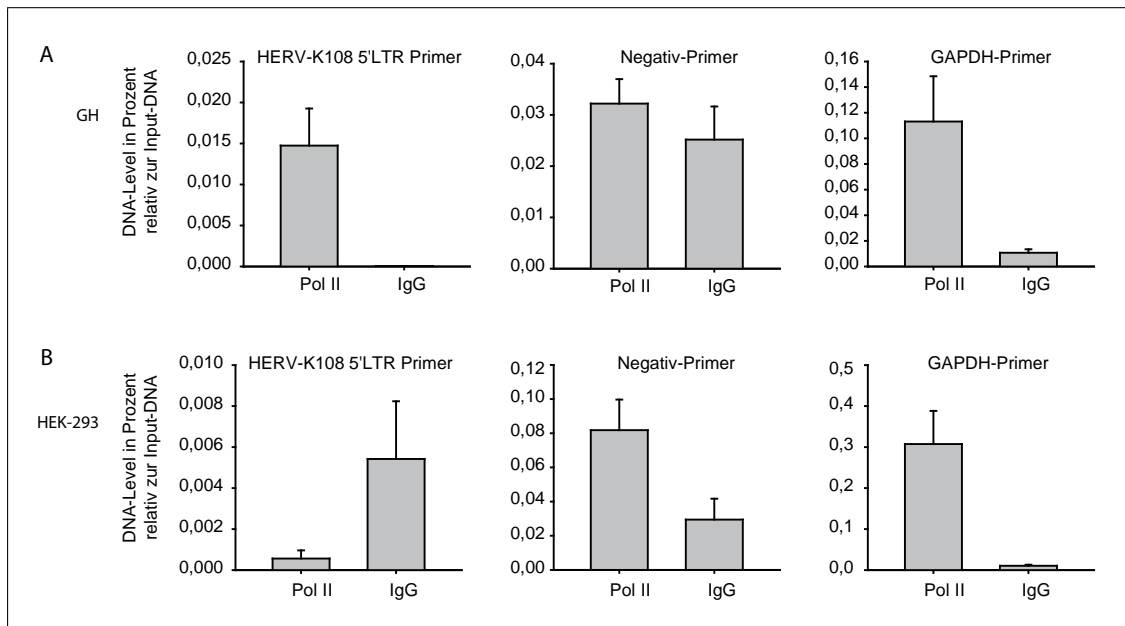 A
GH
DNA-Level in Prozent
relativ zur Input-DNA
HERV-K108 5'LTR Primer
0,025
0,020
0,015
0,010
0,005
0,000
Pol II IgG
Negativ-Primer
0,04
0,03
0,02
0,01
0,00
Pol II IgG
GAPDH-Primer
0,16
0,14
0,12
0,10
0,08
0,06
0,04
0,02
0,00
Pol II IgG
B
HEK-293
DNA-Level in Prozent
relativ zur Input-DNA
HERV-K108 5'LTR Primer
0,010
0,008
0,006
0,004
0,002
0,000
Pol II IgG
Negativ-Primer
0,12
0,10
0,08
0,06
0,04
0,02
0,00
Pol II IgG
GAPDH-Primer
0,5
0,4
0,3
0,2
0,1
0,0
Pol II IgG